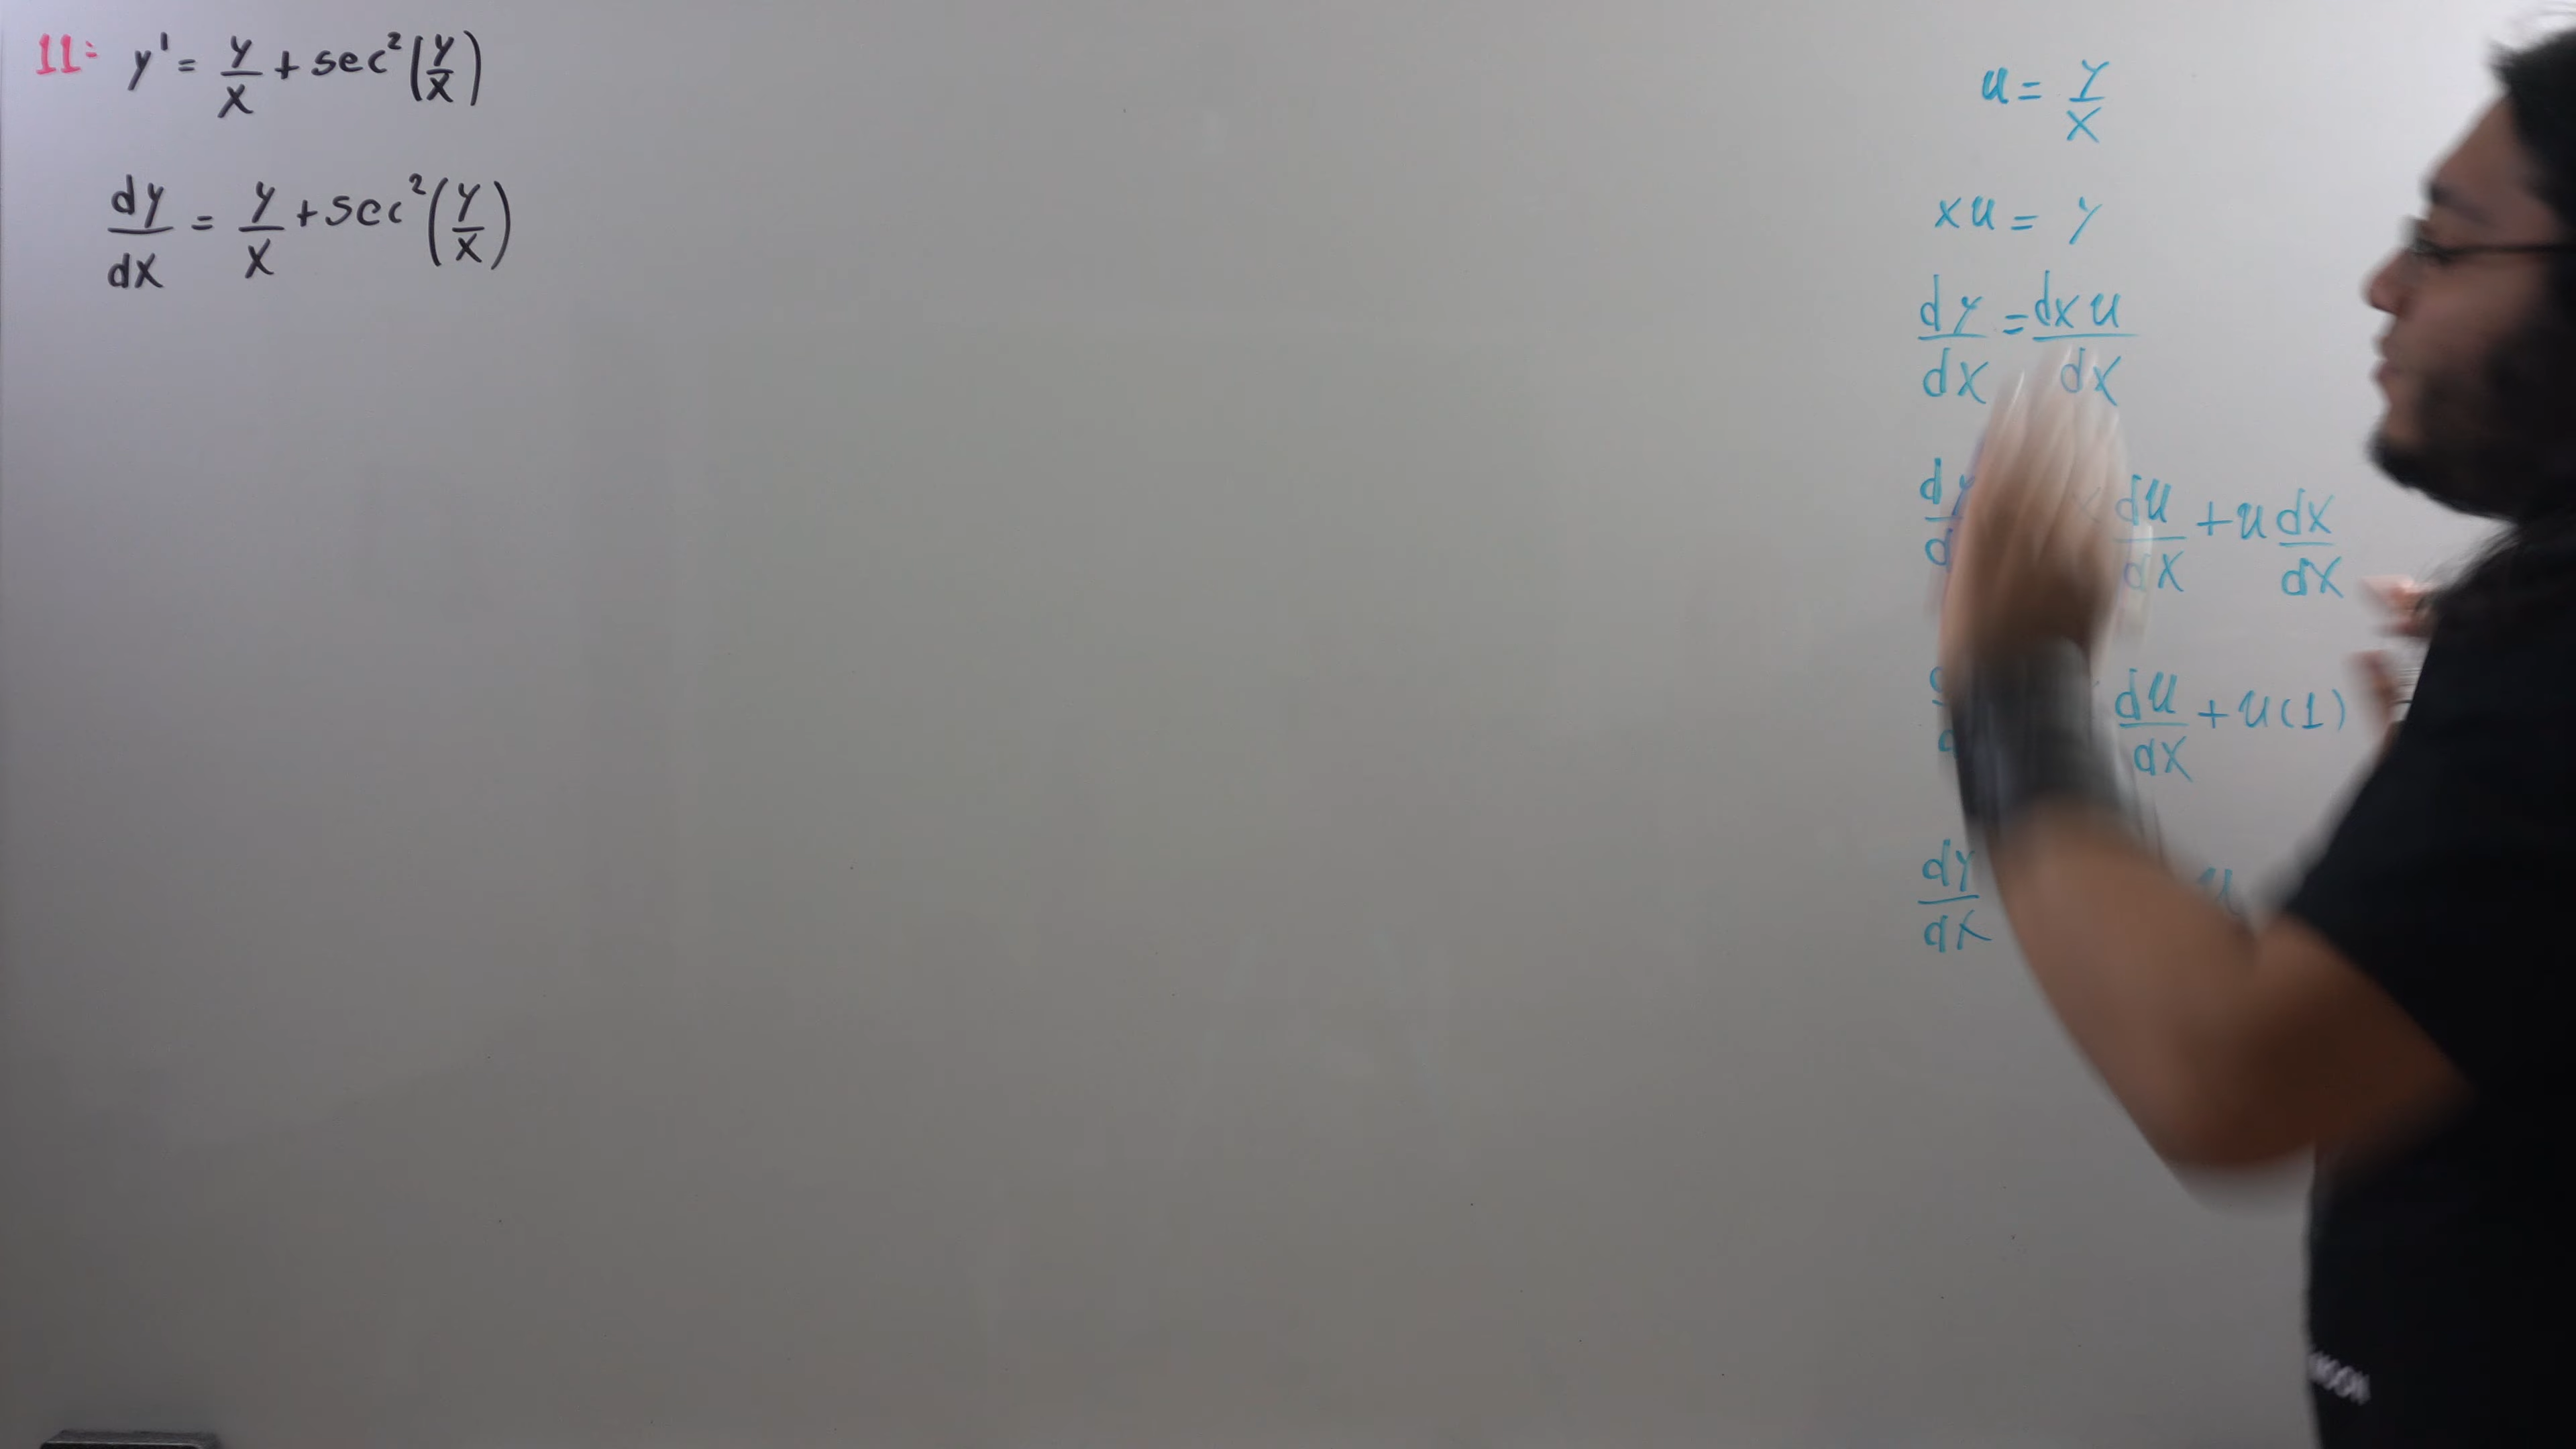 11: y' = y/x + sec²(y/x)
dy/dx = y/x + sec²(y/x)
u = y/x
xu = y
dy/dx = dxu/dx
du/dx + u dx/dx
du/dx + u(1)
dy/dx u